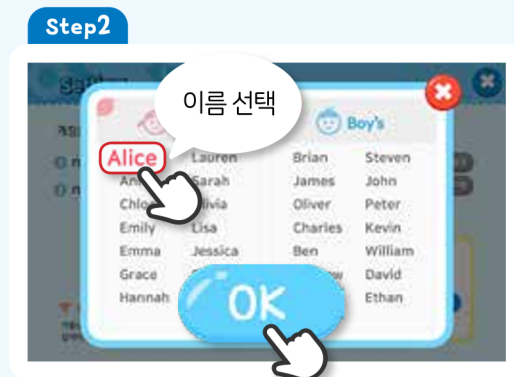 Step2
이름 선택
Boy's
Alice Lauren Brian Steven
Sarah James John
Oliver Peter
Emily Lisa Charles Kevin
Emma Jessica Ben William
Grace David
Hannah Ethan
OK